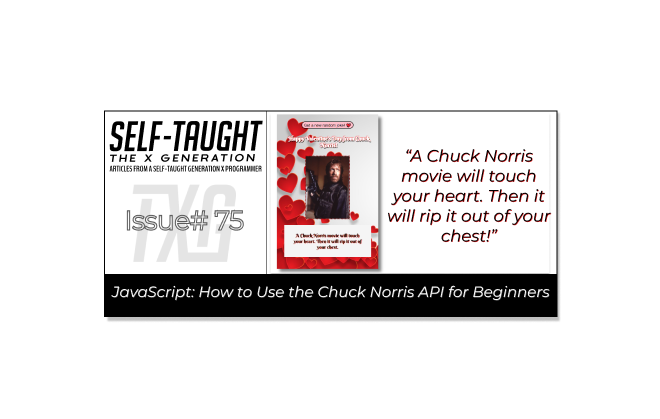 SELF-TAUGHT
THE X GENERATION
ARTICLES FROM A SELF-TAUGHT GENERATION X PROGRAMMER
TXG
Issue# 75
Get a new random joke!
Happy Valentine's Day from Chuck
Norris!
A Chuck Norris movie will touch
your heart. Then it will rip it out of
your chest.
“A Chuck Norris
movie will touch
your heart. Then it
will rip it out of your
chest!”
JavaScript: How to Use the Chuck Norris API for Beginners